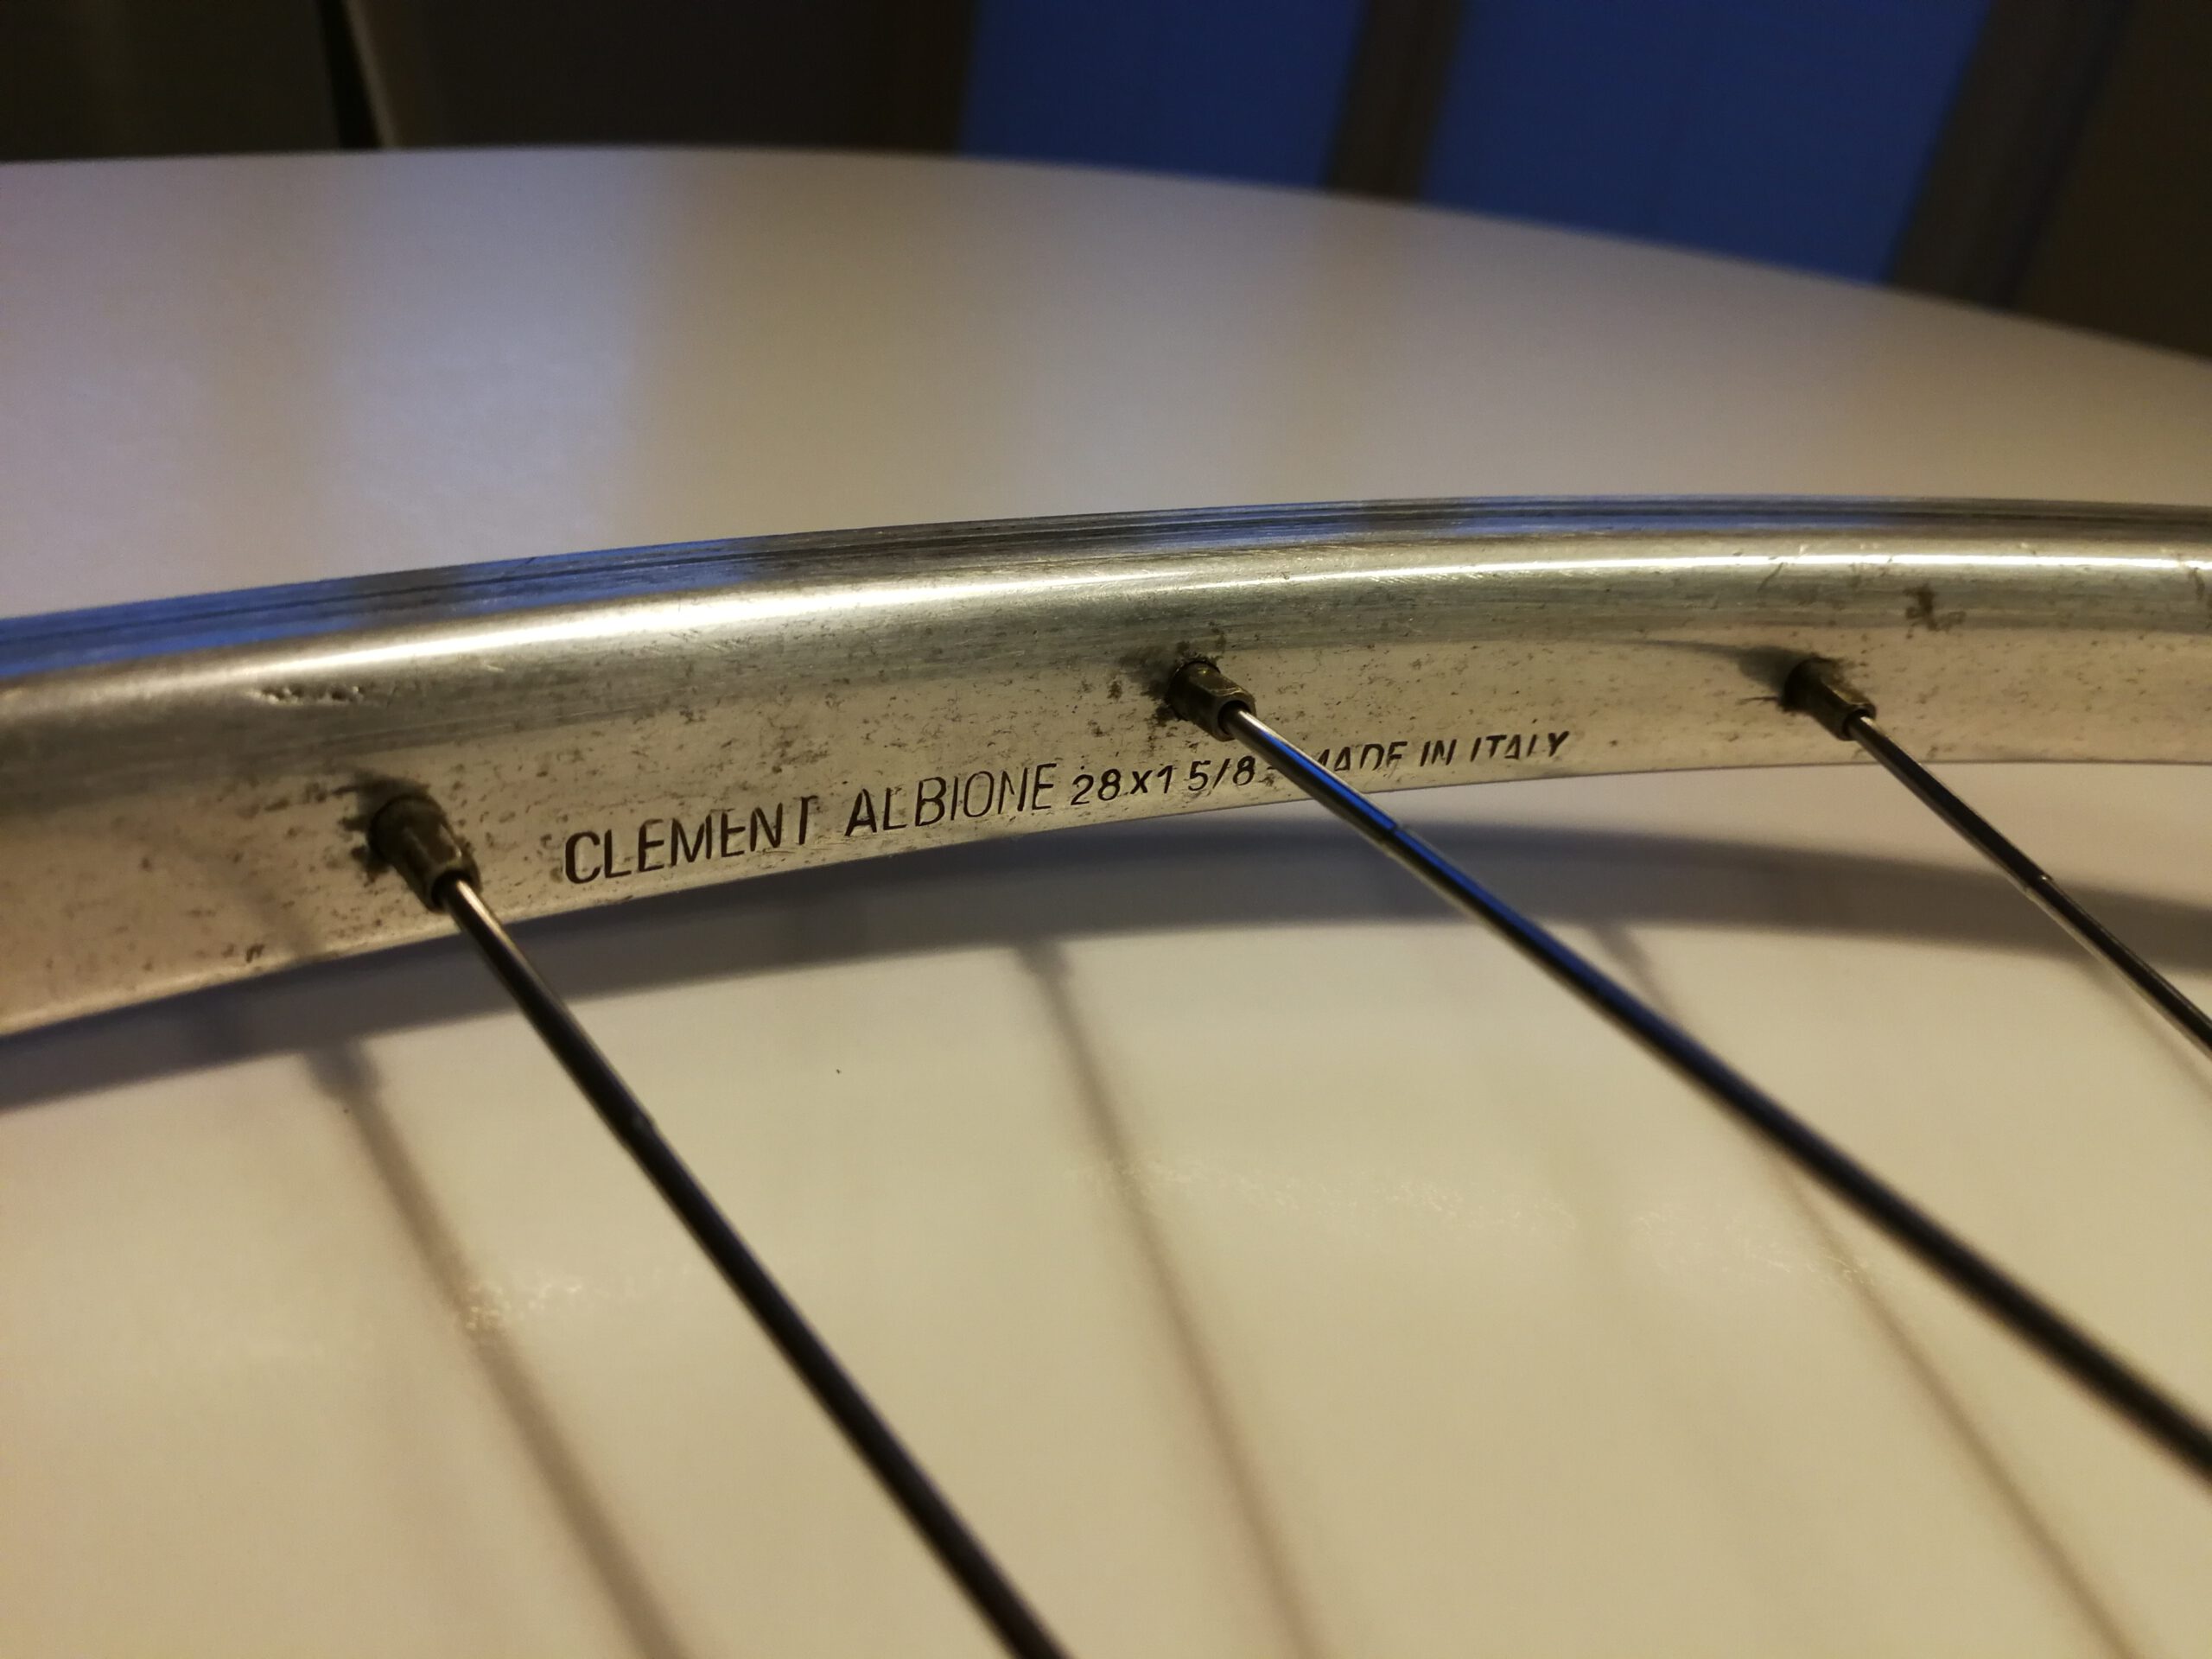 CLEMENT ALBIONE 28x1 5/8 - MADE IN ITALY